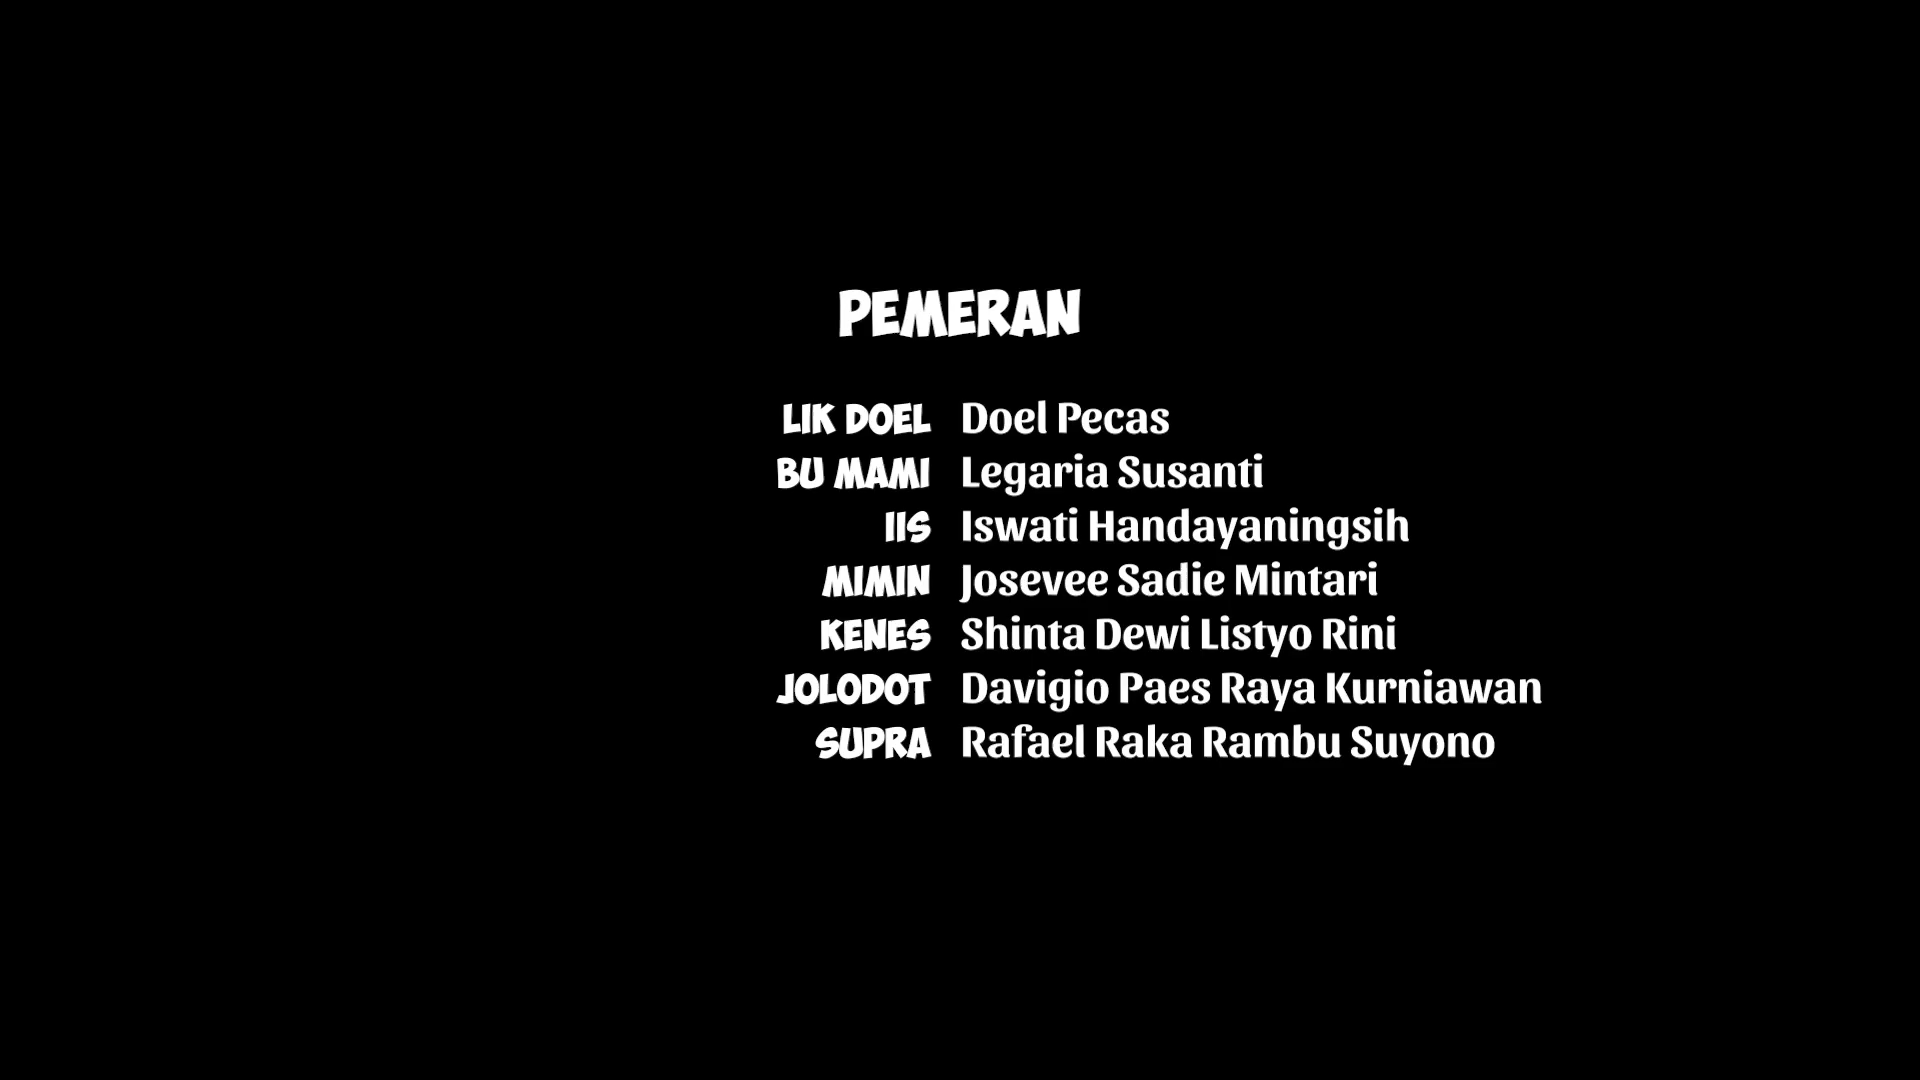 PEMERAN
LIK DOEL Doel Pecas
BU MAMI Legaria Susanti
IIS Iswati Handayaningsih
MIMIN Josevee Sadie Mintari
KENES Shinta Dewi Listyo Rini
JOLODOT Davigio Paes Raya Kurniawan
SUPRA Rafael Raka Rambu Suyono